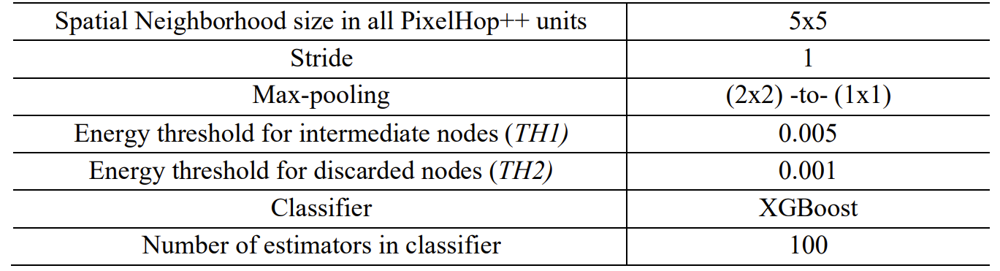 Spatial Neighborhood size in all PixelHop++ units 5x5
Stride 1
Max-pooling (2x2) -to- (1x1)
Energy threshold for intermediate nodes (TH1) 0.005
Energy threshold for discarded nodes (TH2) 0.001
Classifier XGBoost
Number of estimators in classifier 100